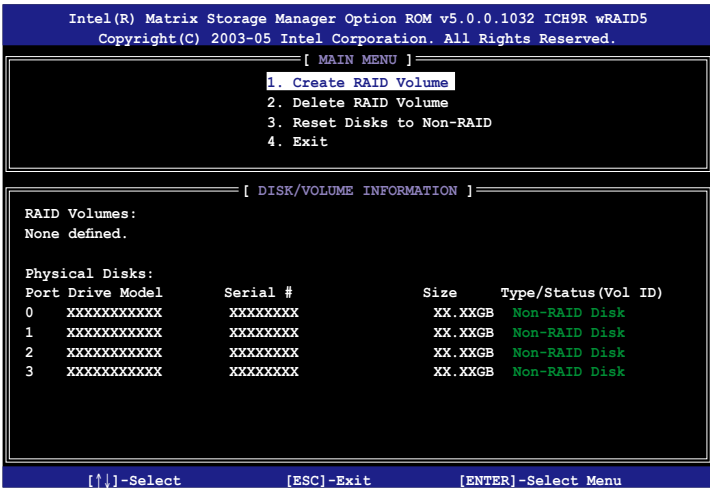 Intel(R) Matrix Storage Manager Option ROM v5.0.0.1032 ICH9R wRAID5
Copyright(C) 2003-05 Intel Corporation. All Rights Reserved.
[ MAIN MENU ]
1. Create RAID Volume
2. Delete RAID Volume
3. Reset Disks to Non-RAID
4. Exit
[ DISK/VOLUME INFORMATION ]
RAID Volumes:
None defined.
Physical Disks:
Port Drive Model Serial # Size Type/Status(Vol ID)
0 XXXXXXXXXXX XXXXXXXX XX.XXGB Non-RAID Disk
1 XXXXXXXXXXX XXXXXXXX XX.XXGB Non-RAID Disk
2 XXXXXXXXXXX XXXXXXXX XX.XXGB Non-RAID Disk
3 XXXXXXXXXXX XXXXXXXX XX.XXGB Non-RAID Disk
[↑↓]-Select [ESC]-Exit [ENTER]-Select Menu